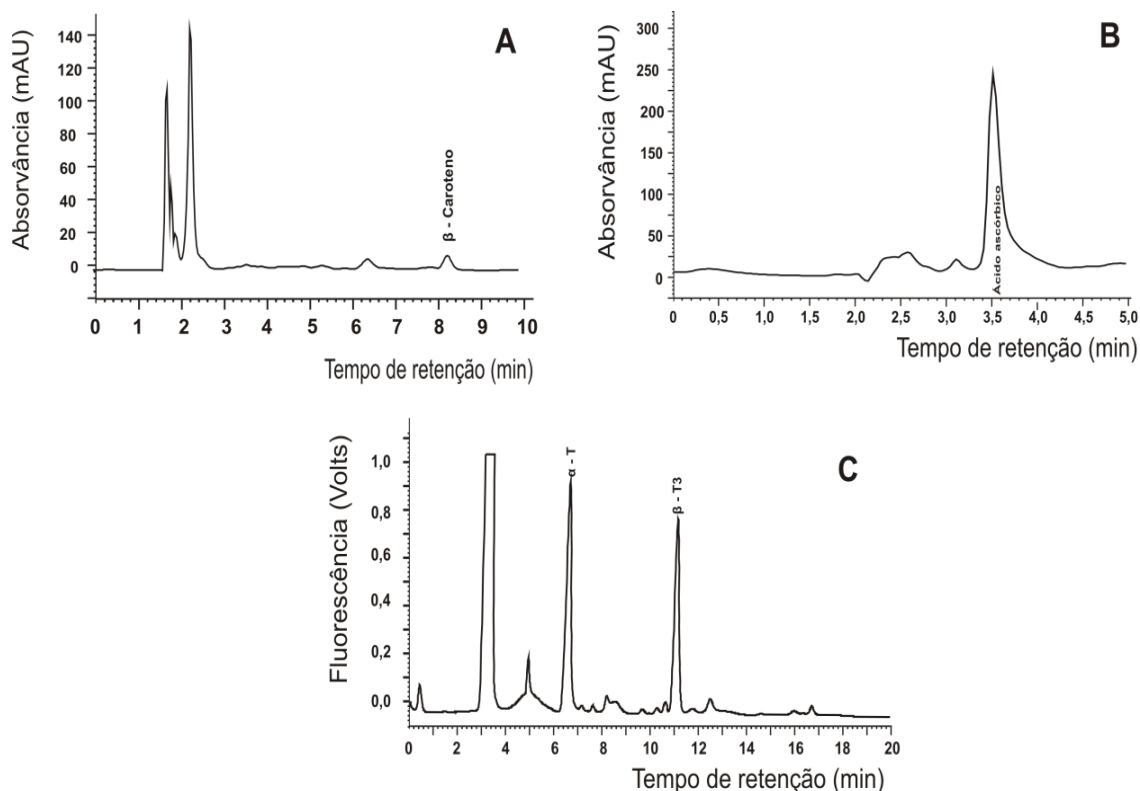 A
Absorvância (mAU)
140
120
100
80
60
40
20
0
β - Caroteno
0 1 2 3 4 5 6 7 8 9 10
Tempo de retenção (min)
B
Absorvância (mAU)
300
250
200
150
300
50
0
Ácido ascórbico
0 0,5 1,0 1,5 2,0 2,5 3,0 3,5 4,0 4,5 5,0
Tempo de retenção (min)
C
Fluorescência (Volts)
1,0
0,8
0,6
0,4
0,2
0,0
α - T
β - T3
0 2 4 6 8 10 12 14 16 18 20
Tempo de retenção (min)